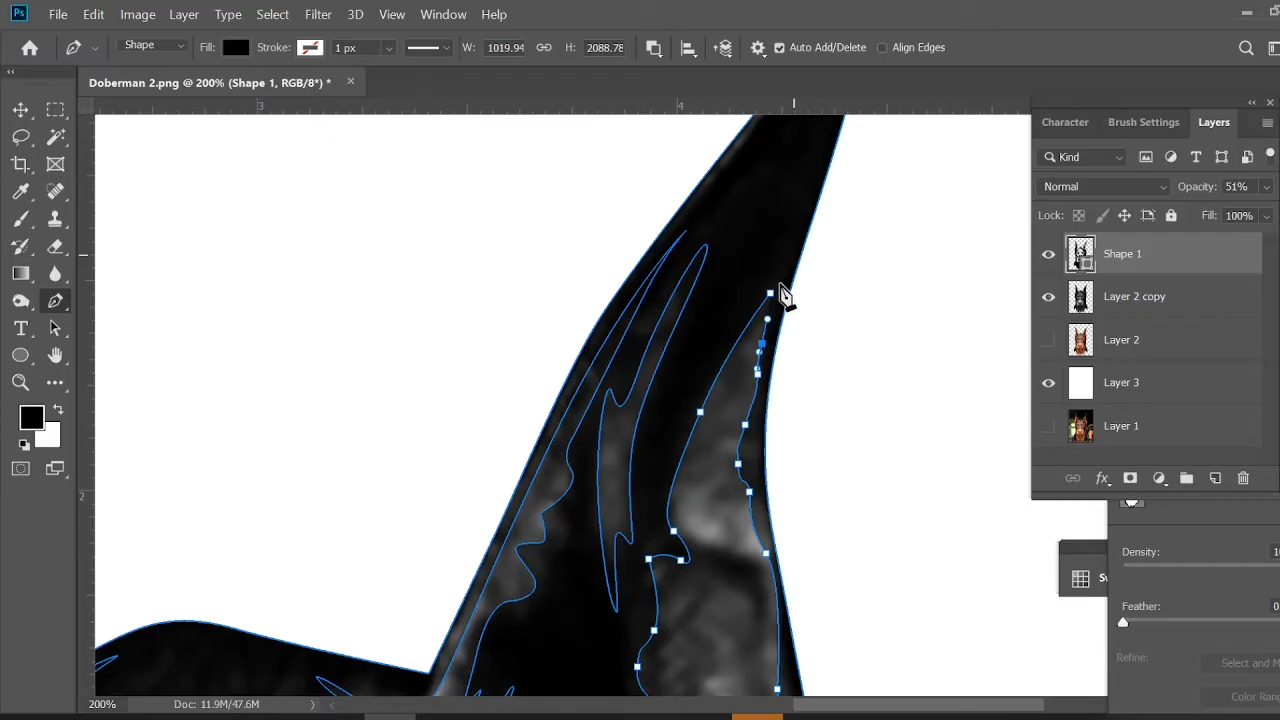 Ps File Edit Image Layer Type Select Filter 3D View Window Help
Shape Fill: Stroke: 1 px W: 1019.94 H: 2088.78 Auto Add/Delete Align Edges
Doberman 2.png @ 200% (Shape 1, RGB/8*) *
3 4
2
Character Brush Settings Layers
Kind
Normal Opacity: 51%
Lock: Fill: 100%
Shape 1
Layer 2 copy
Layer 2
Layer 3
Layer 1
fx
Density:
Feather: 0
Refine: Select and M
Color Ran
200% Doc: 11.9M/47.6M